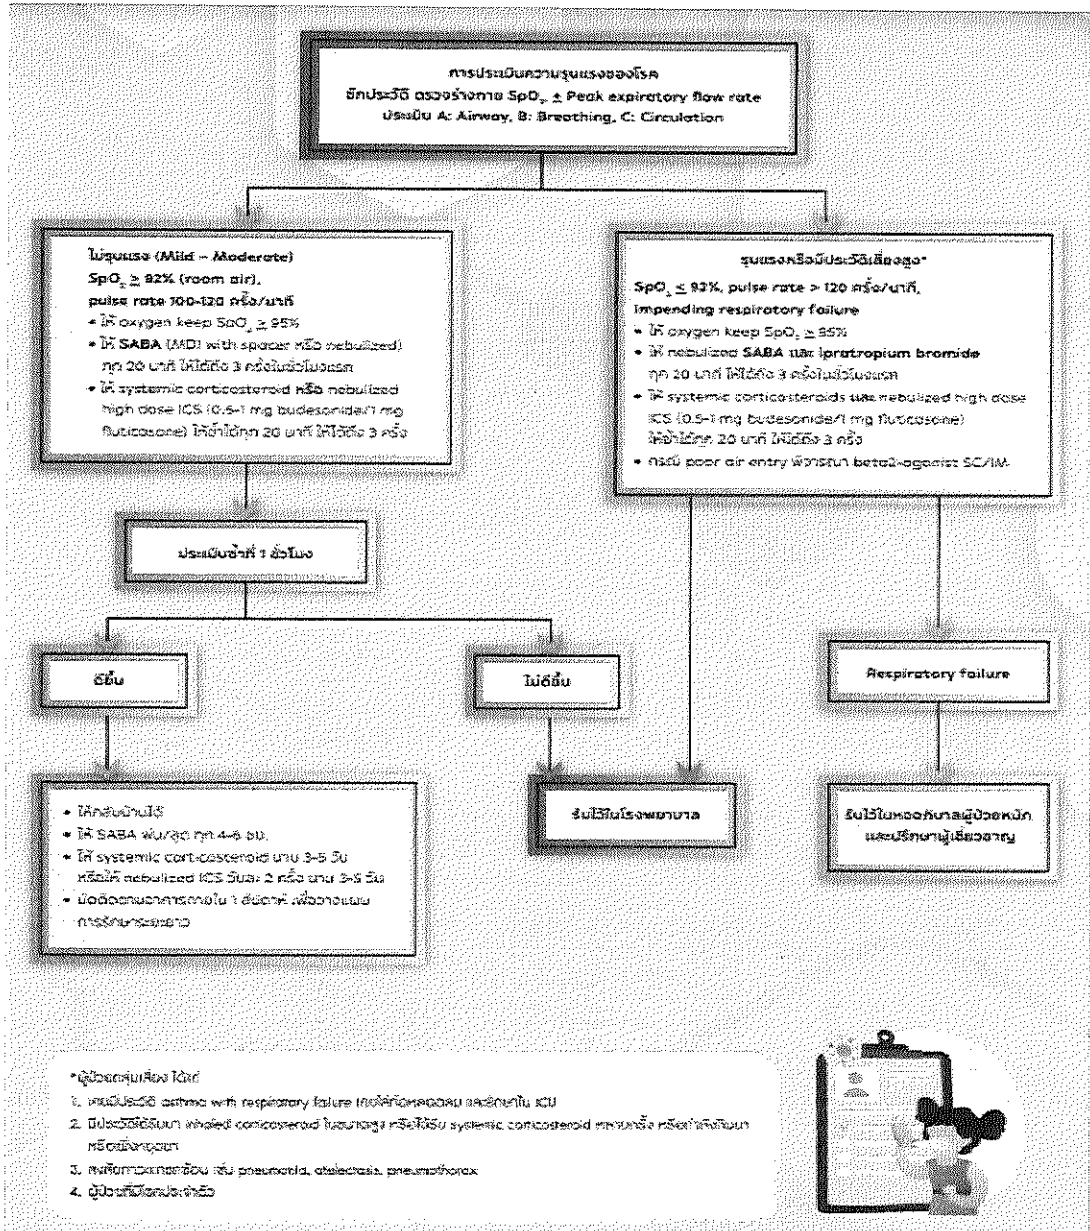 การประเมินความรุนแรงของโรค
ซักประวัติ ตรวจร่างกาย SpO₂ ± Peak expiratory flow rate
ประเมิน A: Airway, B: Breathing, C: Circulation
ไม่รุนแรง (Mild – Moderate)
SpO₂ ≥ 92% (room air),
pulse rate 100-120 ครั้ง/นาที
• ให้ oxygen keep SpO₂ ≥ 95%
• ให้ SABA (MDI with spacer หรือ nebulized)
ทุก 20 นาที ให้ได้ถึง 3 ครั้งในชั่วโมงแรก
• ให้ systemic corticosteroid หรือ nebulized
high dose ICS (0.5-1 mg budesonide/1 mg
fluticasone) ให้ซ้ำได้ทุก 20 นาที ให้ได้ถึง 3 ครั้ง
รุนแรงหรือมีประวัติเสี่ยงสูง*
SpO₂ ≤ 92%, pulse rate > 120 ครั้ง/นาที,
Impending respiratory failure
• ให้ oxygen keep SpO₂ ≥ 95%
• ให้ nebulized SABA และ ipratropium bromide
ทุก 20 นาที ให้ได้ถึง 3 ครั้งในชั่วโมงแรก
• ให้ systemic corticosteroids และ nebulized high dose
ICS (0.5-1 mg budesonide/1 mg fluticasone)
ให้ซ้ำได้ทุก 20 นาที ให้ได้ถึง 3 ครั้ง
• กรณี poor air entry พิจารณา beta2-agonist SC/IM
ประเมินซ้ำที่ 1 ชั่วโมง
ดีขึ้น
ไม่ดีขึ้น
Respiratory failure
• ให้กลับบ้านได้
• ให้ SABA พ่น/สูด ทุก 4-6 ชม.
• ให้ systemic corticosteroid นาน 3-5 วัน
หรือให้ nebulized ICS วันละ 2 ครั้ง นาน 3-5 วัน
• นัดติดตามอาการภายใน 1 สัปดาห์ เพื่อวางแผน
การรักษาระยะยาว
รับไว้ในโรงพยาบาล
รับไว้ในหออภิบาลผู้ป่วยหนัก
และปรึกษาผู้เชี่ยวชาญ
*ผู้ป่วยกลุ่มเสี่ยง ได้แก่
1. เคยมีประวัติ asthma with respiratory failure เคยใส่ท่อหลอดลม และรักษาใน ICU
2. มีประวัติได้รับยา inhaled corticosteroid ในขนาดสูง หรือได้รับ systemic corticosteroid หลายครั้ง หรือกำลังกินยา
หรือเพิ่งหยุดยา
3. สงสัยภาวะแทรกซ้อน เช่น pneumonia, atelectasis, pneumothorax
4. ผู้ป่วยที่มีโรคประจำตัว